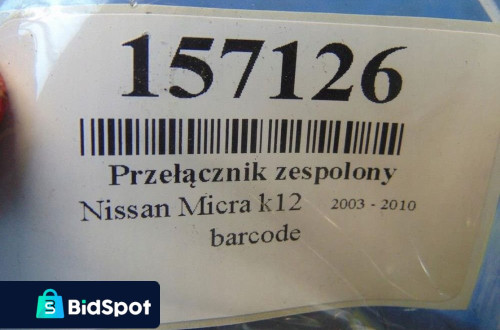 157126
Przełącznik zespolony
Nissan Micra k12 2003 - 2010
barcode
S BidSpot